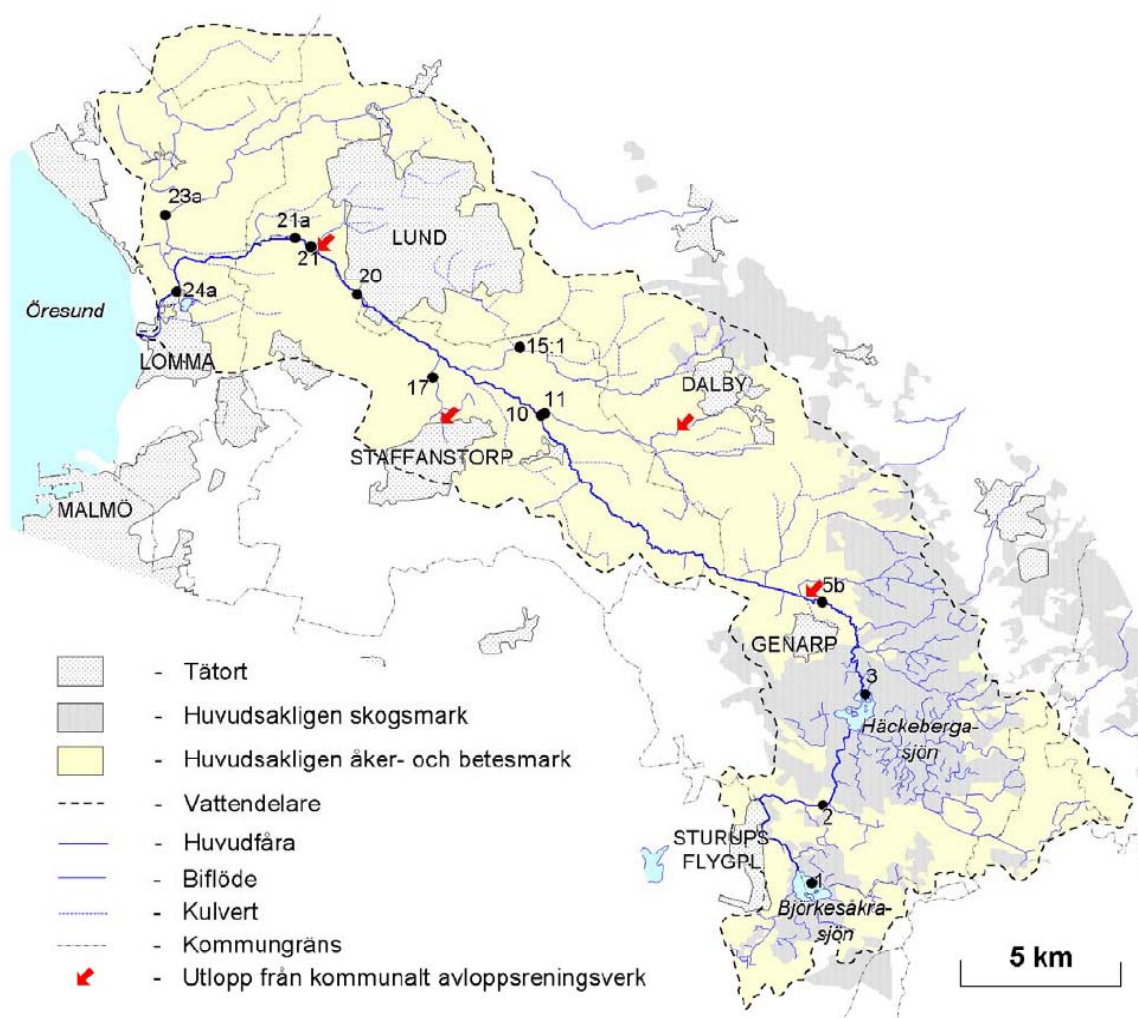 23a
21a
LUND
21
20
24a
Öresund
LOMMA
15:1
17
DALBY
11
10
STAFFANSTORP
MALMÖ
5b
GENARP
3
Häckeberga-
sjön
2
STURUPS
FLYGPL
1
Björkesåkra-
sjön
- Tätort
- Huvudsakligen skogsmark
- Huvudsakligen åker- och betesmark
- Vattendelare
- Huvudfåra
- Biflöde
- Kulvert
- Kommungräns
- Utlopp från kommunalt avloppsreningsverk
5 km